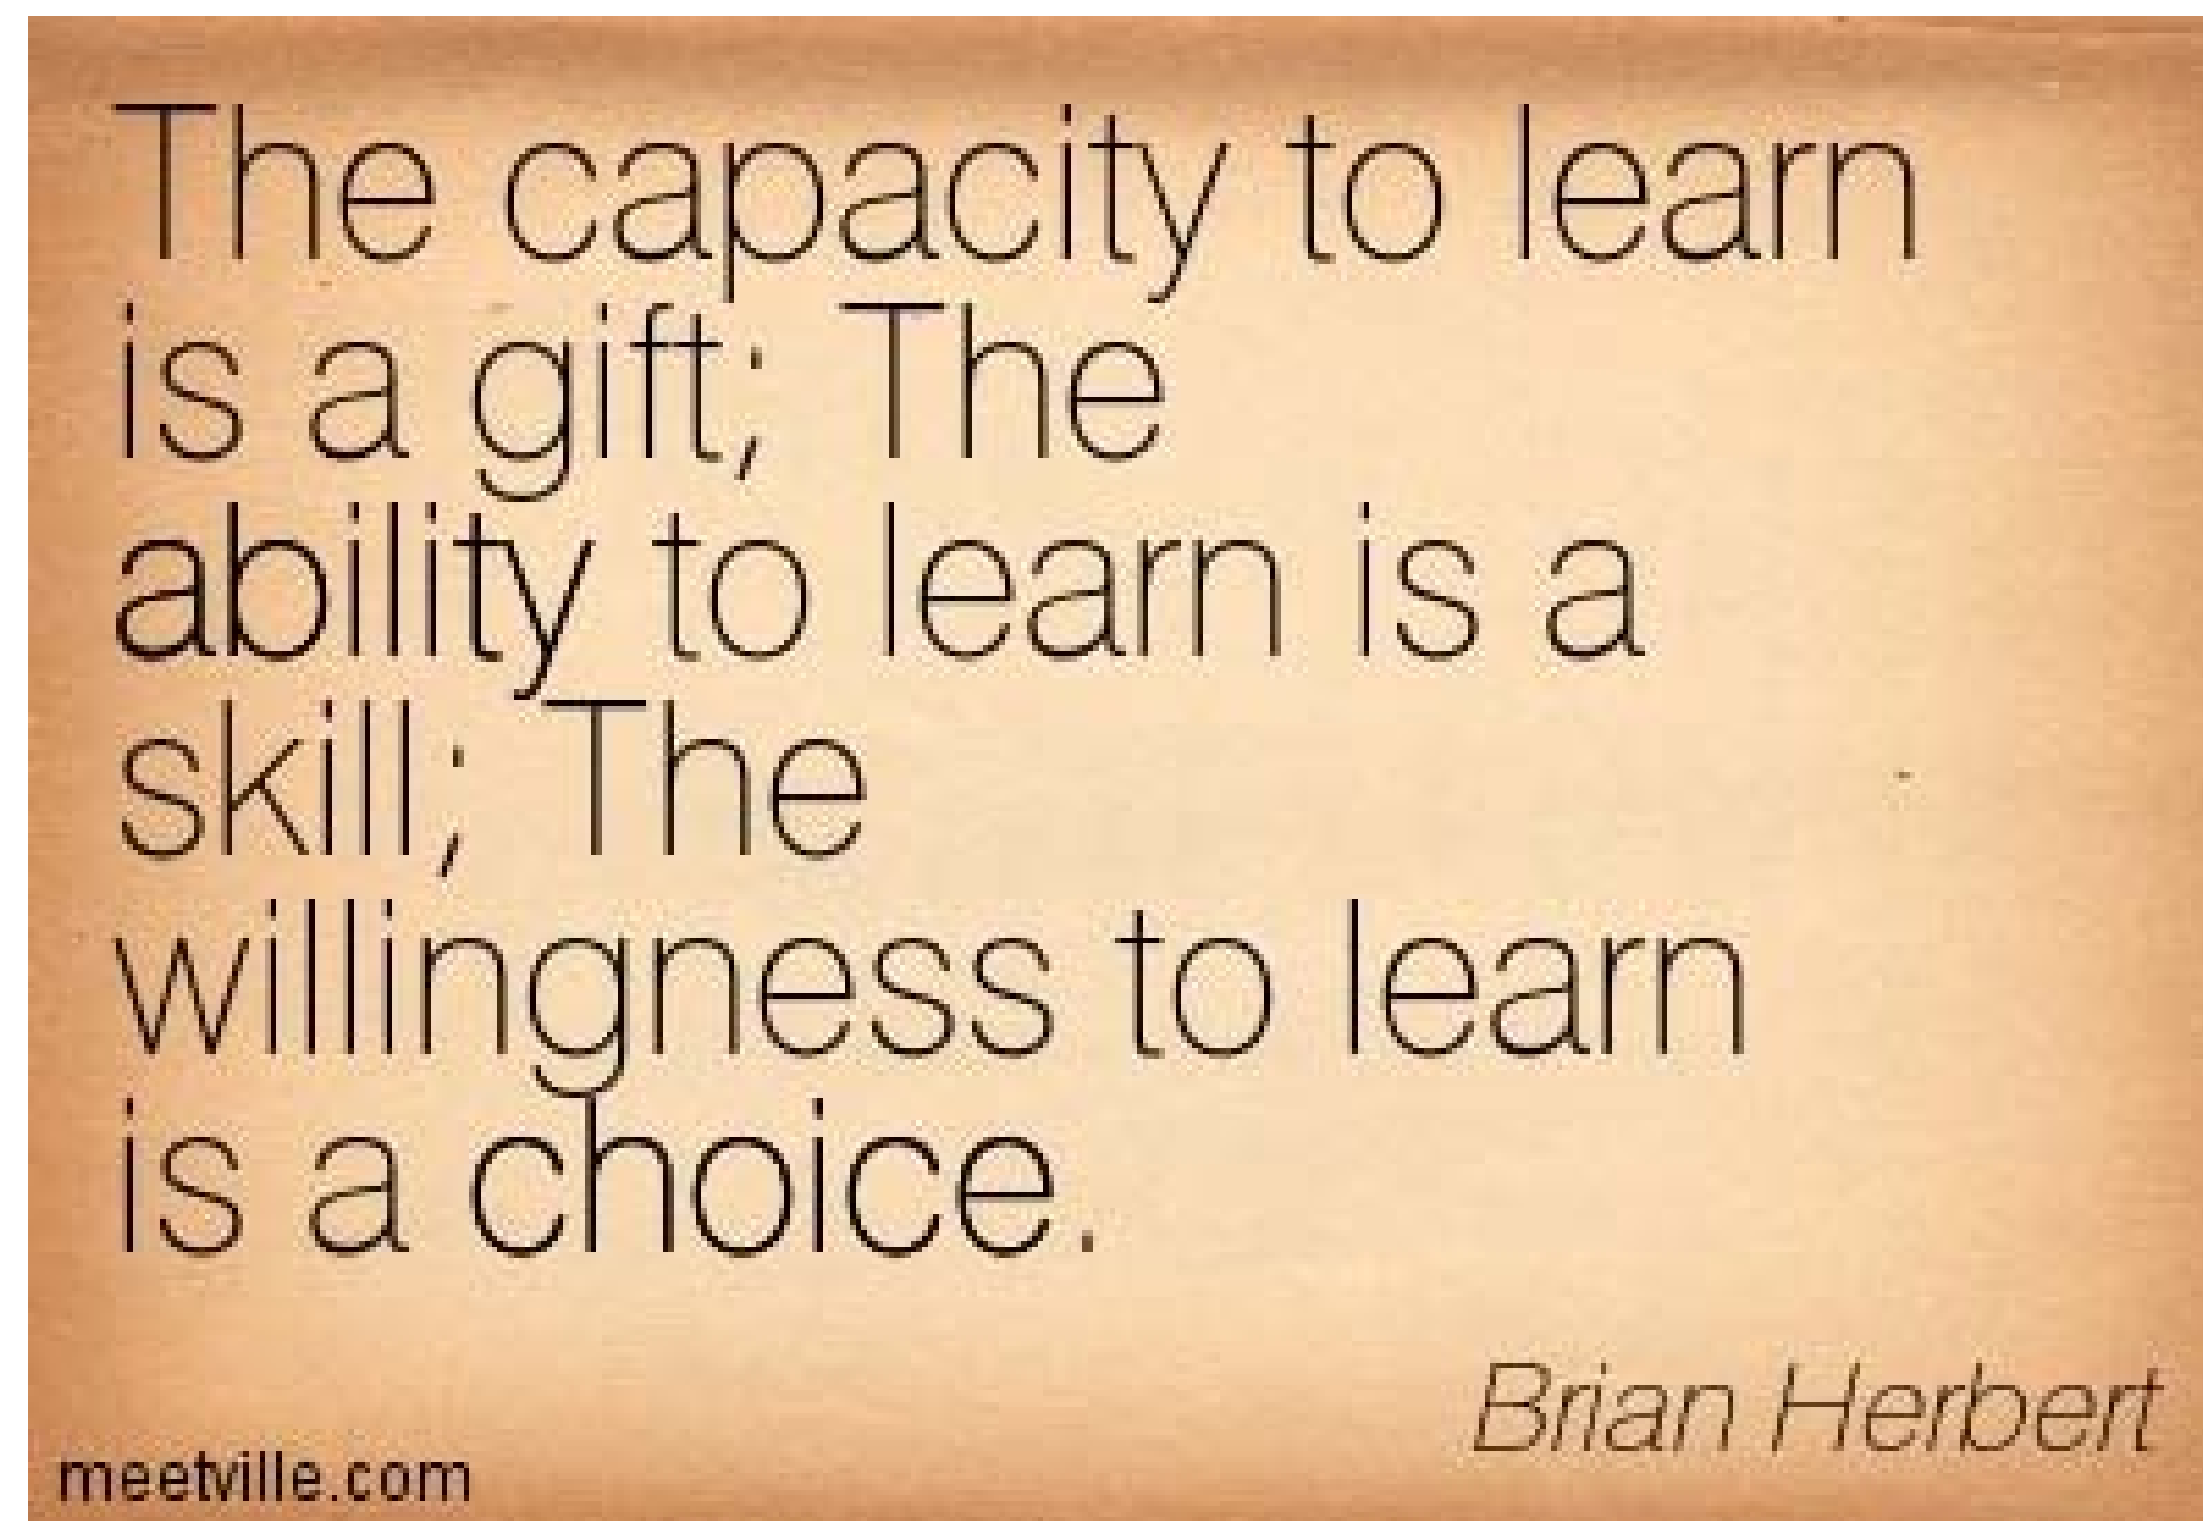 The capacity to learn
is a gift; The
ability to learn is a
skill; The
willingness to learn
is a choice.
Brian Herbert
meetville.com